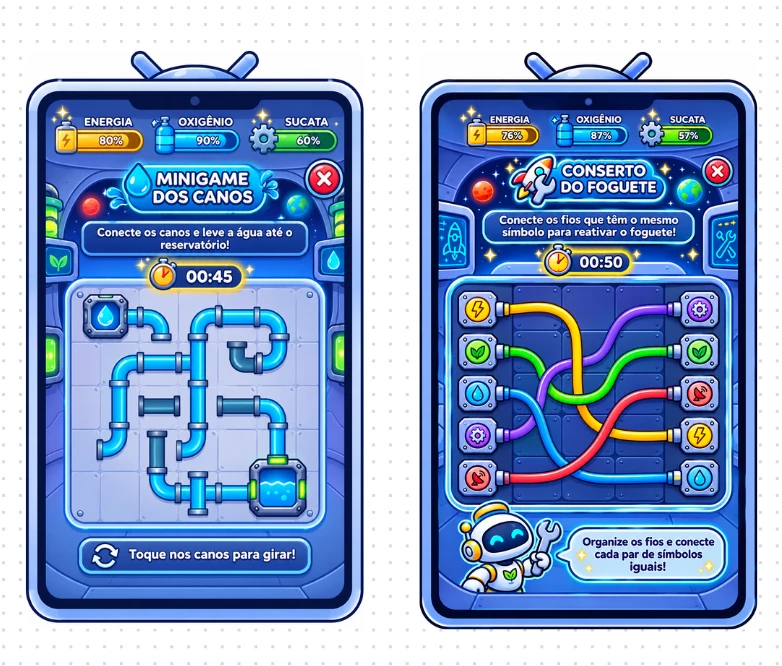 ENERGIA
80%
OXIGÊNIO
90%
SUCATA
60%
MINIGAME
DOS CANOS
Conecte os canos e leve a água até o
reservatório!
00:45
Toque nos canos para girar!
ENERGIA
76%
OXIGÊNIO
87%
SUCATA
57%
CONSERTO
DO FOGUETE
Conecte os fios que têm o mesmo
símbolo para reativar o foguete!
00:50
Organize os fios e conecte
cada par de símbolos
iguais!